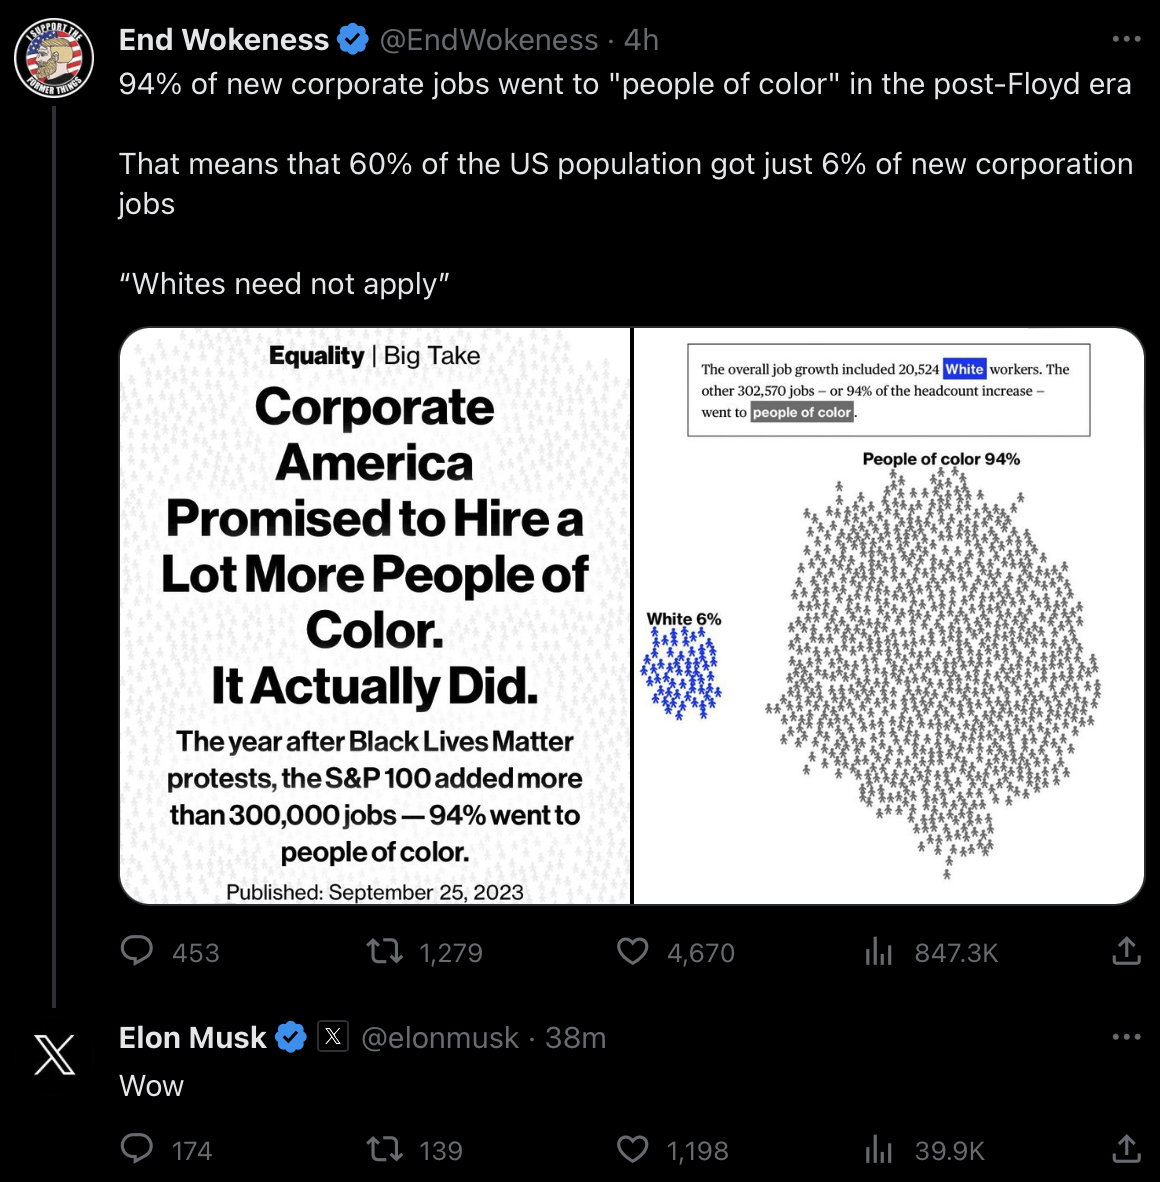 I SUPPORT THE
FORMER THINGS
End Wokeness @EndWokeness · 4h
94% of new corporate jobs went to "people of color" in the post-Floyd era
That means that 60% of the US population got just 6% of new corporation
jobs
“Whites need not apply”
Equality | Big Take
Corporate
America
Promised to Hire a
Lot More People of
Color.
It Actually Did.
The year after Black Lives Matter
protests, the S&P 100 added more
than 300,000 jobs — 94% went to
people of color.
Published: September 25, 2023
The overall job growth included 20,524 White workers. The
other 302,570 jobs – or 94% of the headcount increase –
went to people of color.
People of color 94%
White 6%
453 1,279 4,670 847.3K
Elon Musk X @elonmusk · 38m
Wow
174 139 1,198 39.9K